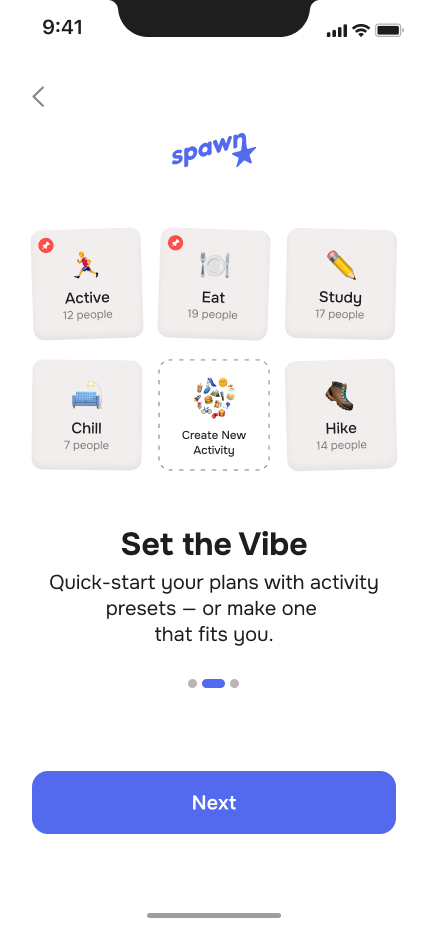 9:41
spawn
Active
12 people
Eat
19 people
Study
17 people
Chill
7 people
Create New
Activity
Hike
14 people
Set the Vibe
Quick-start your plans with activity
presets — or make one
that fits you.
Next